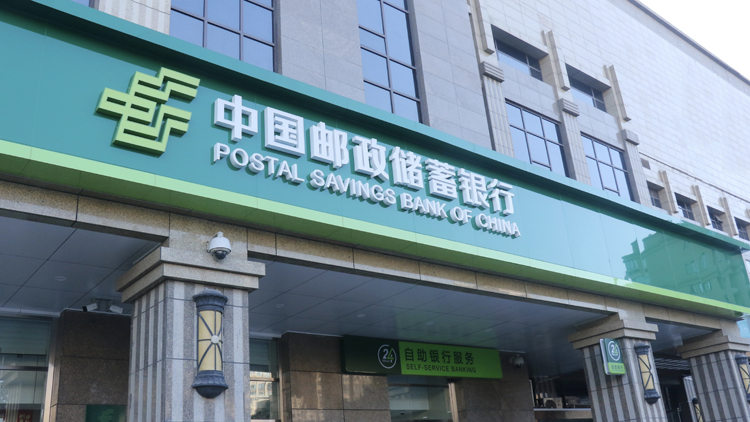 中国邮政储蓄银行
POSTAL SAVINGS BANK OF CHINA
24
自助银行服务
SELF-SERVICE BANKING